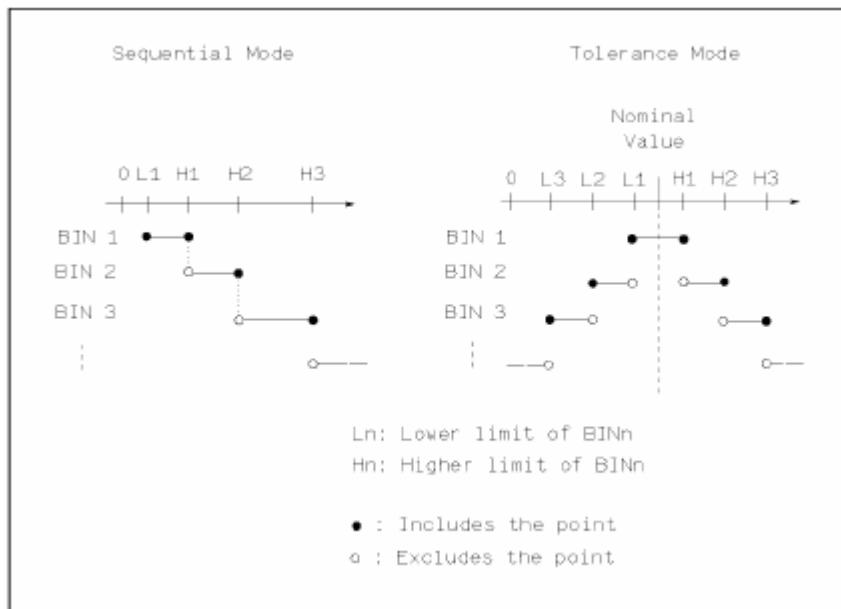 Sequential Mode
Tolerance Mode
Nominal
Value
0 L1 H1 H2 H3
0 L3 L2 L1 H1 H2 H3
BIN 1
BIN 2
BIN 3
BIN 1
BIN 2
BIN 3
Ln: Lower limit of BINn
Hn: Higher limit of BINn
● : Includes the point
○ : Excludes the point